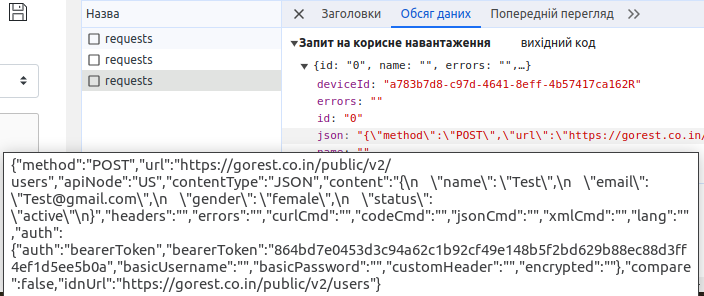 Назва
Заголовки
Обсяг даних
Попередній перегляд
requests
requests
requests
Запит на корисне навантаження вихідний код
{id: "0", name: "", errors: "",…}
deviceId: "a783b7d8-c97d-4641-8eff-4b57417ca162R"
errors: ""
id: "0"
json: "{\"method\":\"POST\",\"url\":\"https://gorest.co.in/
name: ""
{"method":"POST","url":"https://gorest.co.in/public/v2/
users","apiNode":"US","contentType":"JSON","content":"{\n   \"name\": \"Test\",\n   \"email\":
\"Test@gmail.com\",\n   \"gender\": \"female\",\n   \"status\":
\"active\"\n}","headers":"","errors":"","curlCmd":"","codeCmd":"","jsonCmd":"","xmlCmd":"","lang":""
,"auth":
{"auth":"bearerToken","bearerToken":"864bd7e0453d3c94a62c1b92cf49e148b5f2bd629b88ec88d3ff
4ef1d5ee5b0a","basicUsername":"","basicPassword":"","customHeader":"","encrypted":""},"compare
":false,"idnUrl":"https://gorest.co.in/public/v2/users"}